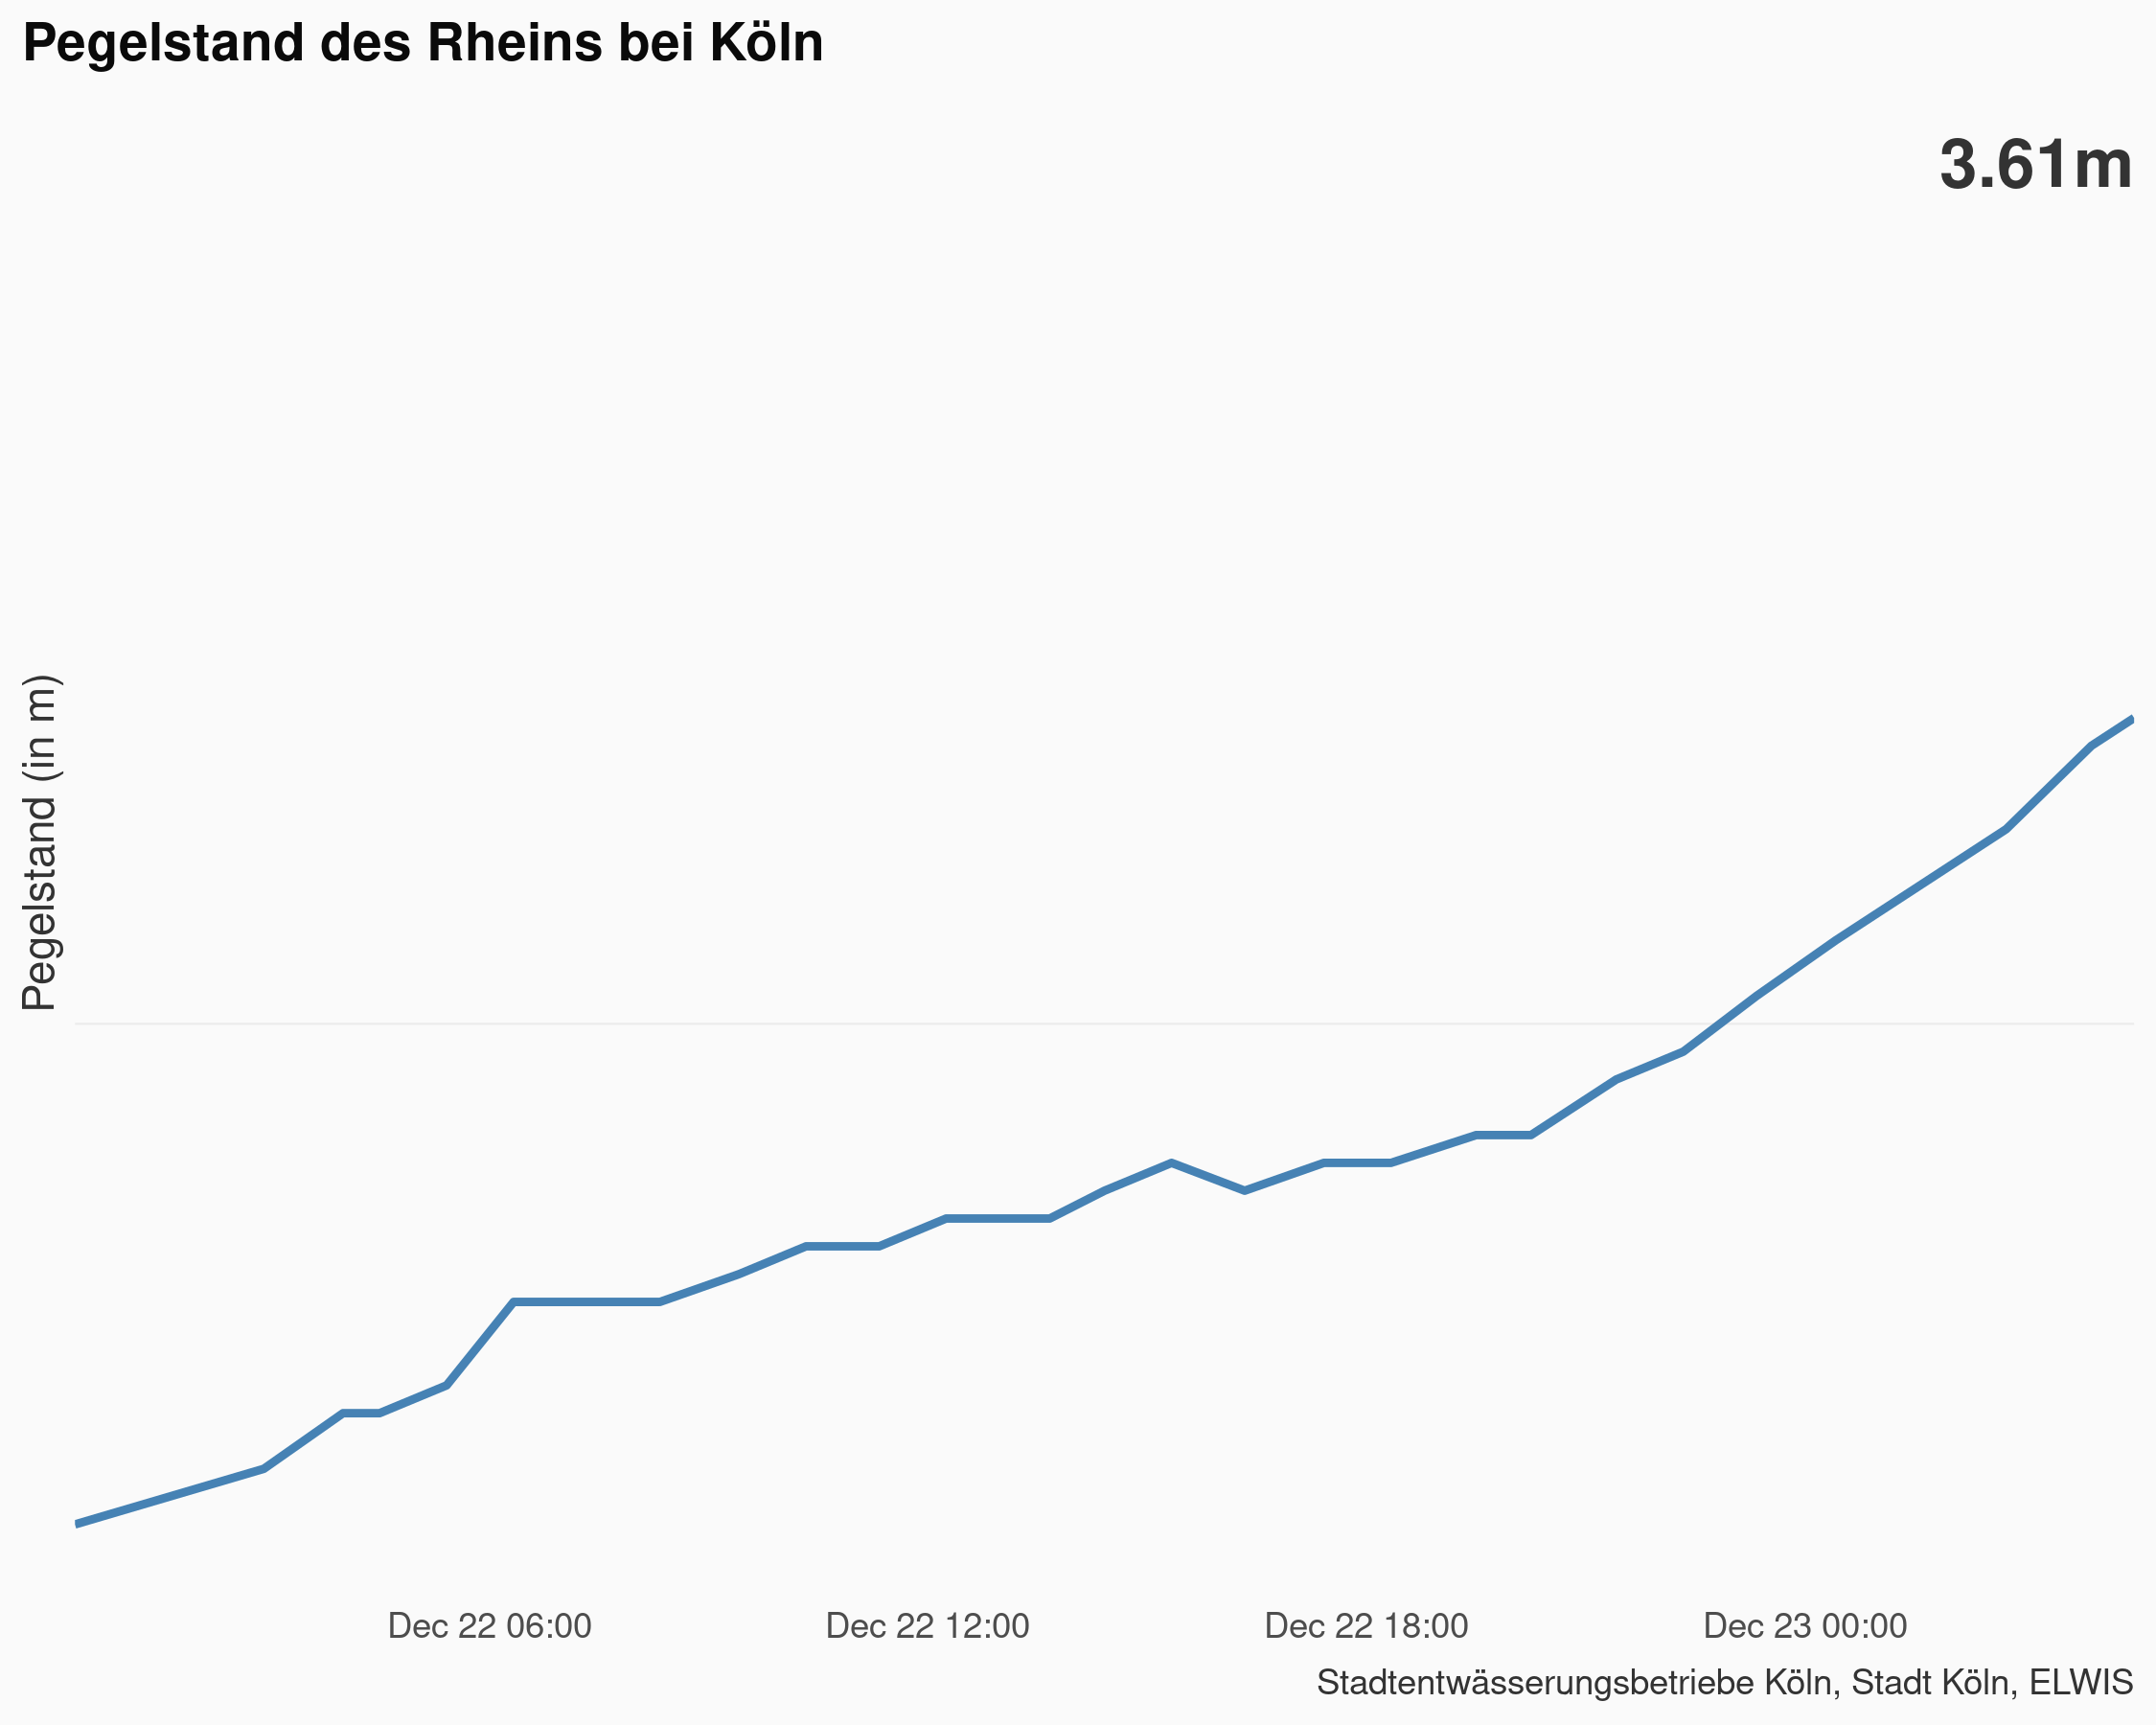 Pegelstand des Rheins bei Köln
3.61m
Pegelstand (in m)
Dec 22 06:00
Dec 22 12:00
Dec 22 18:00
Dec 23 00:00
Stadtentwässerungsbetriebe Köln, Stadt Köln, ELWIS